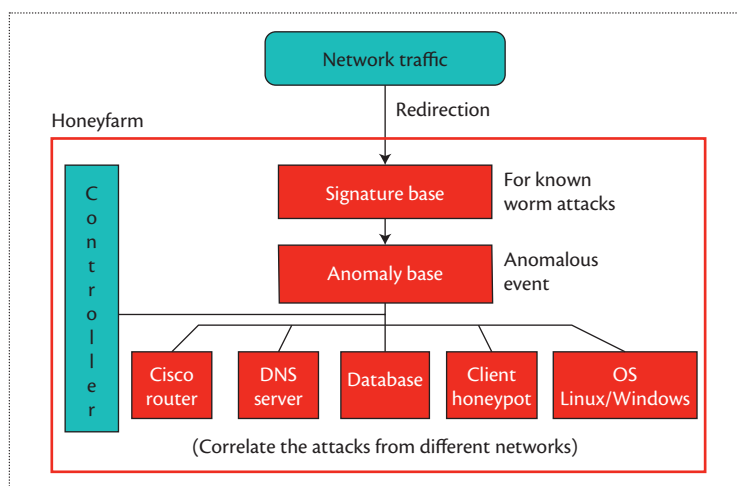 Network traffic
Redirection
Honeyfarm
Controller
Signature base
For known
worm attacks
Anomaly base
Anomalous
event
Cisco
router
DNS
server
Database
Client
honeypot
OS
Linux/Windows
(Correlate the attacks from different networks)